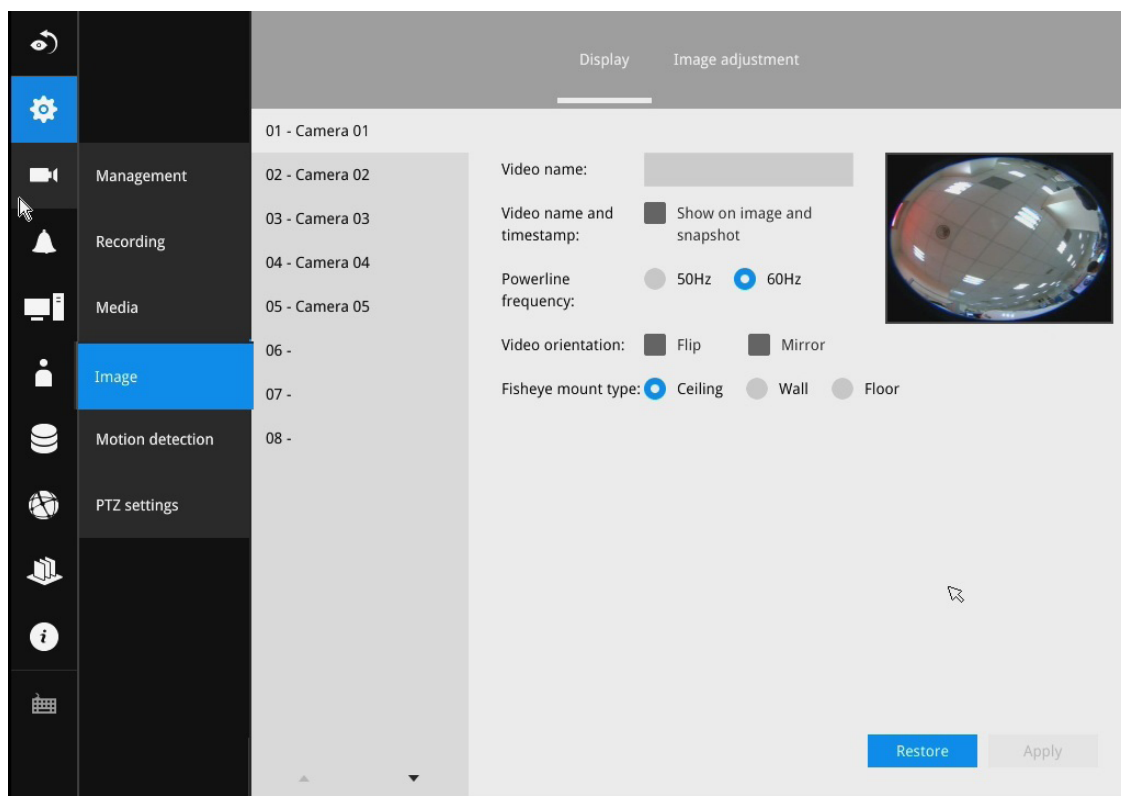 Display
Image adjustment
01 - Camera 01
02 - Camera 02
03 - Camera 03
04 - Camera 04
05 - Camera 05
06 -
07 -
08 -
Management
Recording
Media
Image
Motion detection
PTZ settings
Video name:
Video name and
timestamp:
Show on image and
snapshot
Powerline
frequency:
50Hz
60Hz
Video orientation:
Flip
Mirror
Fisheye mount type:
Ceiling
Wall
Floor
Restore
Apply